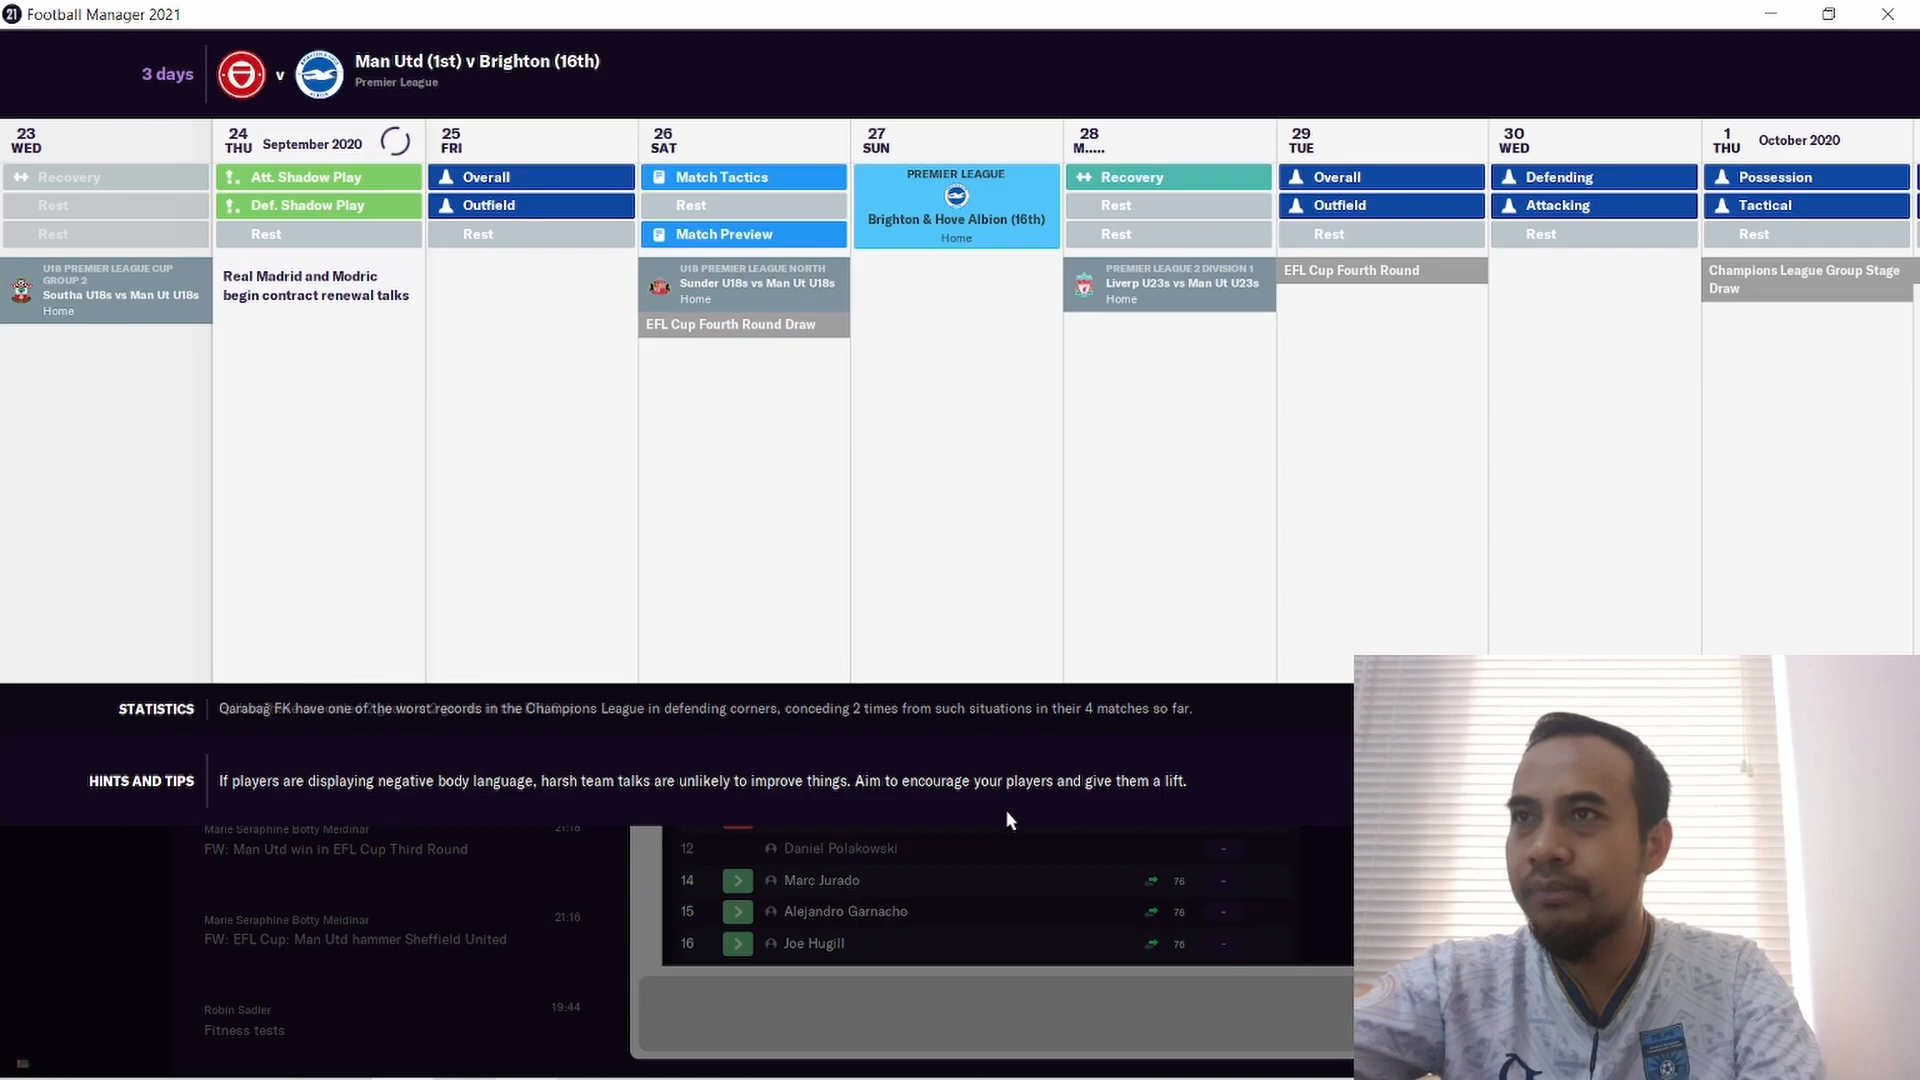 Football Manager 2021
3 days
v
Man Utd (1st) v Brighton (16th)
Premier League
23
WED
24
THU
September 2020
25
FRI
26
SAT
27
SUN
28
M.....
29
TUE
30
WED
1
THU
October 2020
Recovery
Rest
Rest
U18 PREMIER LEAGUE CUP
GROUP 2
Southa U18s vs Man Ut U18s
Home
Att. Shadow Play
Def. Shadow Play
Rest
Real Madrid and Modric
begin contract renewal talks
Overall
Outfield
Rest
Match Tactics
Rest
Match Preview
U18 PREMIER LEAGUE NORTH
Sunder U18s vs Man Ut U18s
Home
EFL Cup Fourth Round Draw
PREMIER LEAGUE
Brighton & Hove Albion (16th)
Home
Recovery
Rest
Rest
PREMIER LEAGUE 2 DIVISION 1
Liverp U23s vs Man Ut U23s
Home
Overall
Outfield
Rest
EFL Cup Fourth Round
Defending
Attacking
Rest
Possession
Tactical
Rest
Champions League Group Stage
Draw
STATISTICS
Qarabağ FK have one of the worst records in the Champions League in defending corners, conceding 2 times from such situations in their 4 matches so far.
HINTS AND TIPS
If players are displaying negative body language, harsh team talks are unlikely to improve things. Aim to encourage your players and give them a lift.
Marie Seraphine Botty Meidinar
21:18
FW: Man Utd win in EFL Cup Third Round
Marie Seraphine Botty Meidinar
21:16
FW: EFL Cup: Man Utd hammer Sheffield United
Robin Sadler
19:44
Fitness tests
12 Daniel Polakowski -
14 Marc Jurado 76 -
15 Alejandro Garnacho 76 -
16 Joe Hugill 76 -